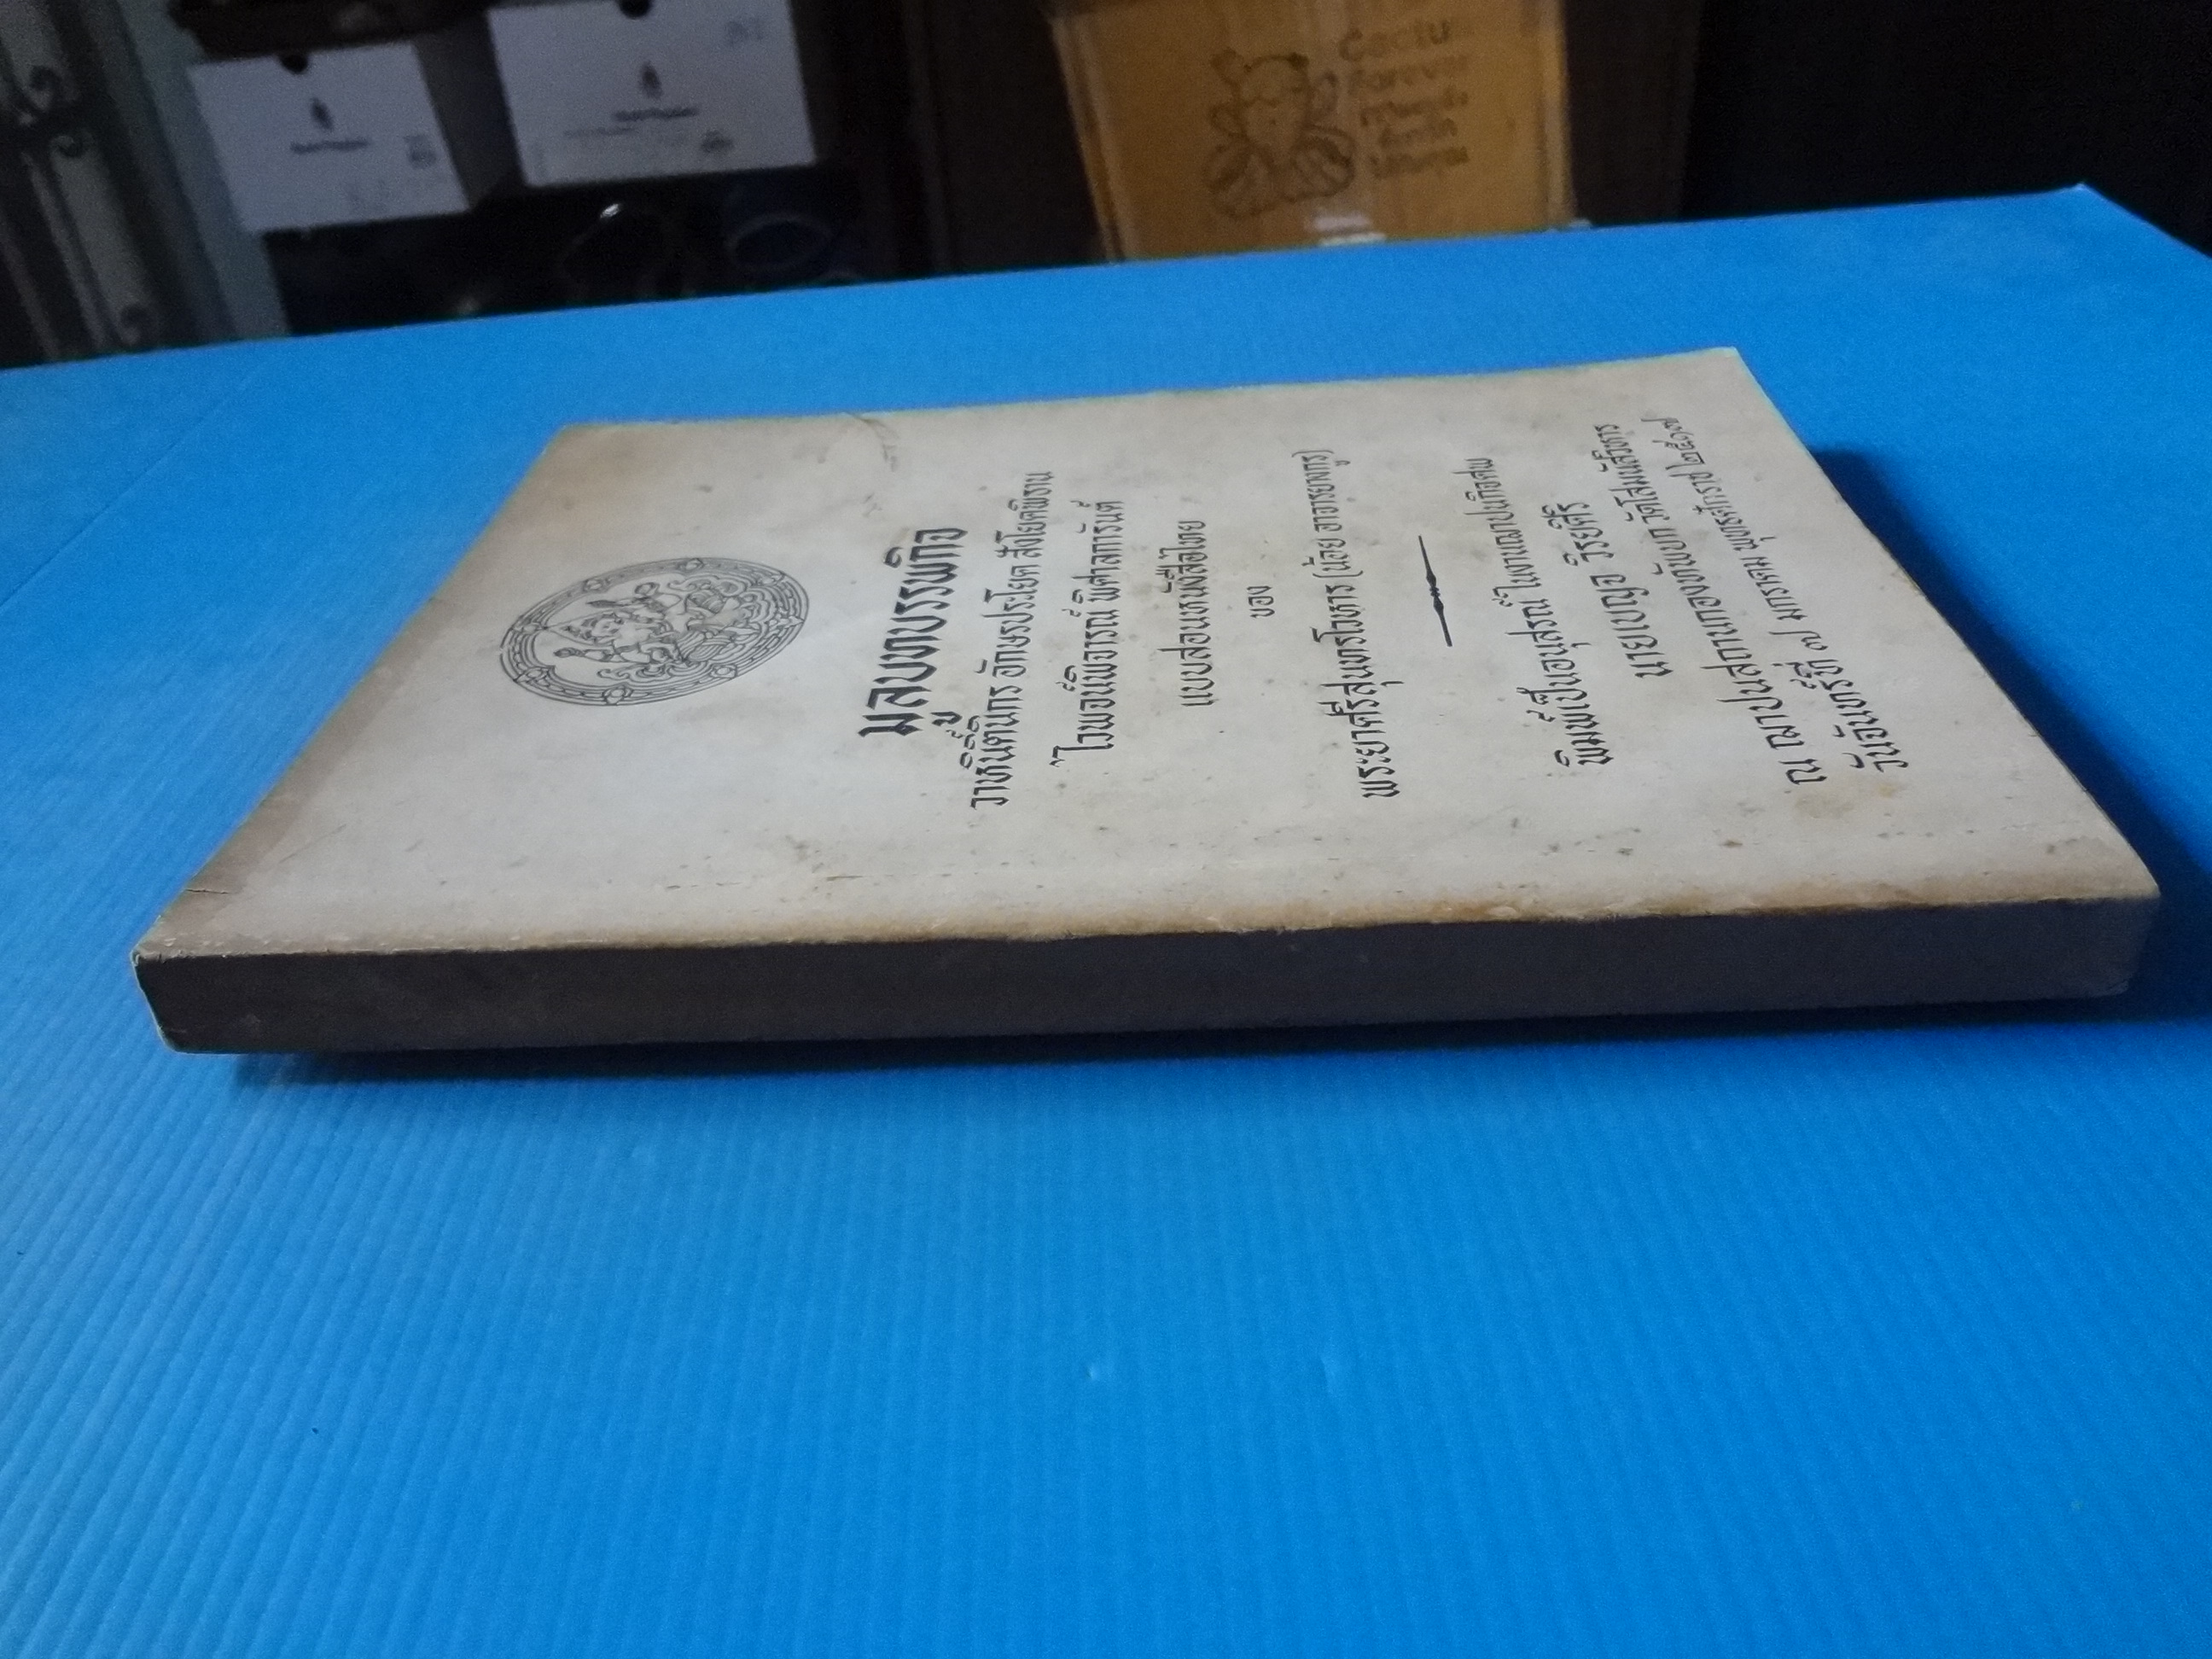 มูลบทบรรพกิจ
วาหนิติ์นิกร อักษรประโยค สังโยคพิธาน
ไวพจน์พิจารณ์ พิศาลการันต์
แบบสอนหนังสือไทย
ของ
พระยาศรีสุนทรโวหาร (น้อย อาจารยางกูร)
พิมพ์เป็นอนุสรณ์ ในงานฌาปนกิจศพ
นายเบญจ วิรยศิริ
ณ ฌาปนสถานกองทัพบก วัดโสมนัสวิหาร
วันจันทร์ที่ ๗ มกราคม พุทธศักราช ๒๕๑๗
Forever